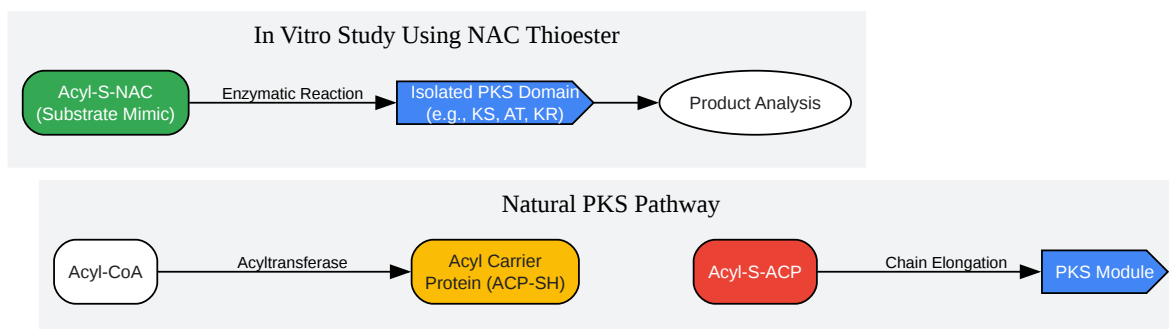 In Vitro Study Using NAC Thioester
Acyl-S-NAC
(Substrate Mimic)
Enzymatic Reaction
Isolated PKS Domain
(e.g., KS, AT, KR)
Product Analysis
Natural PKS Pathway
Acyl-CoA
Acyltransferase
Acyl Carrier
Protein (ACP-SH)
Acyl-S-ACP
Chain Elongation
PKS Module